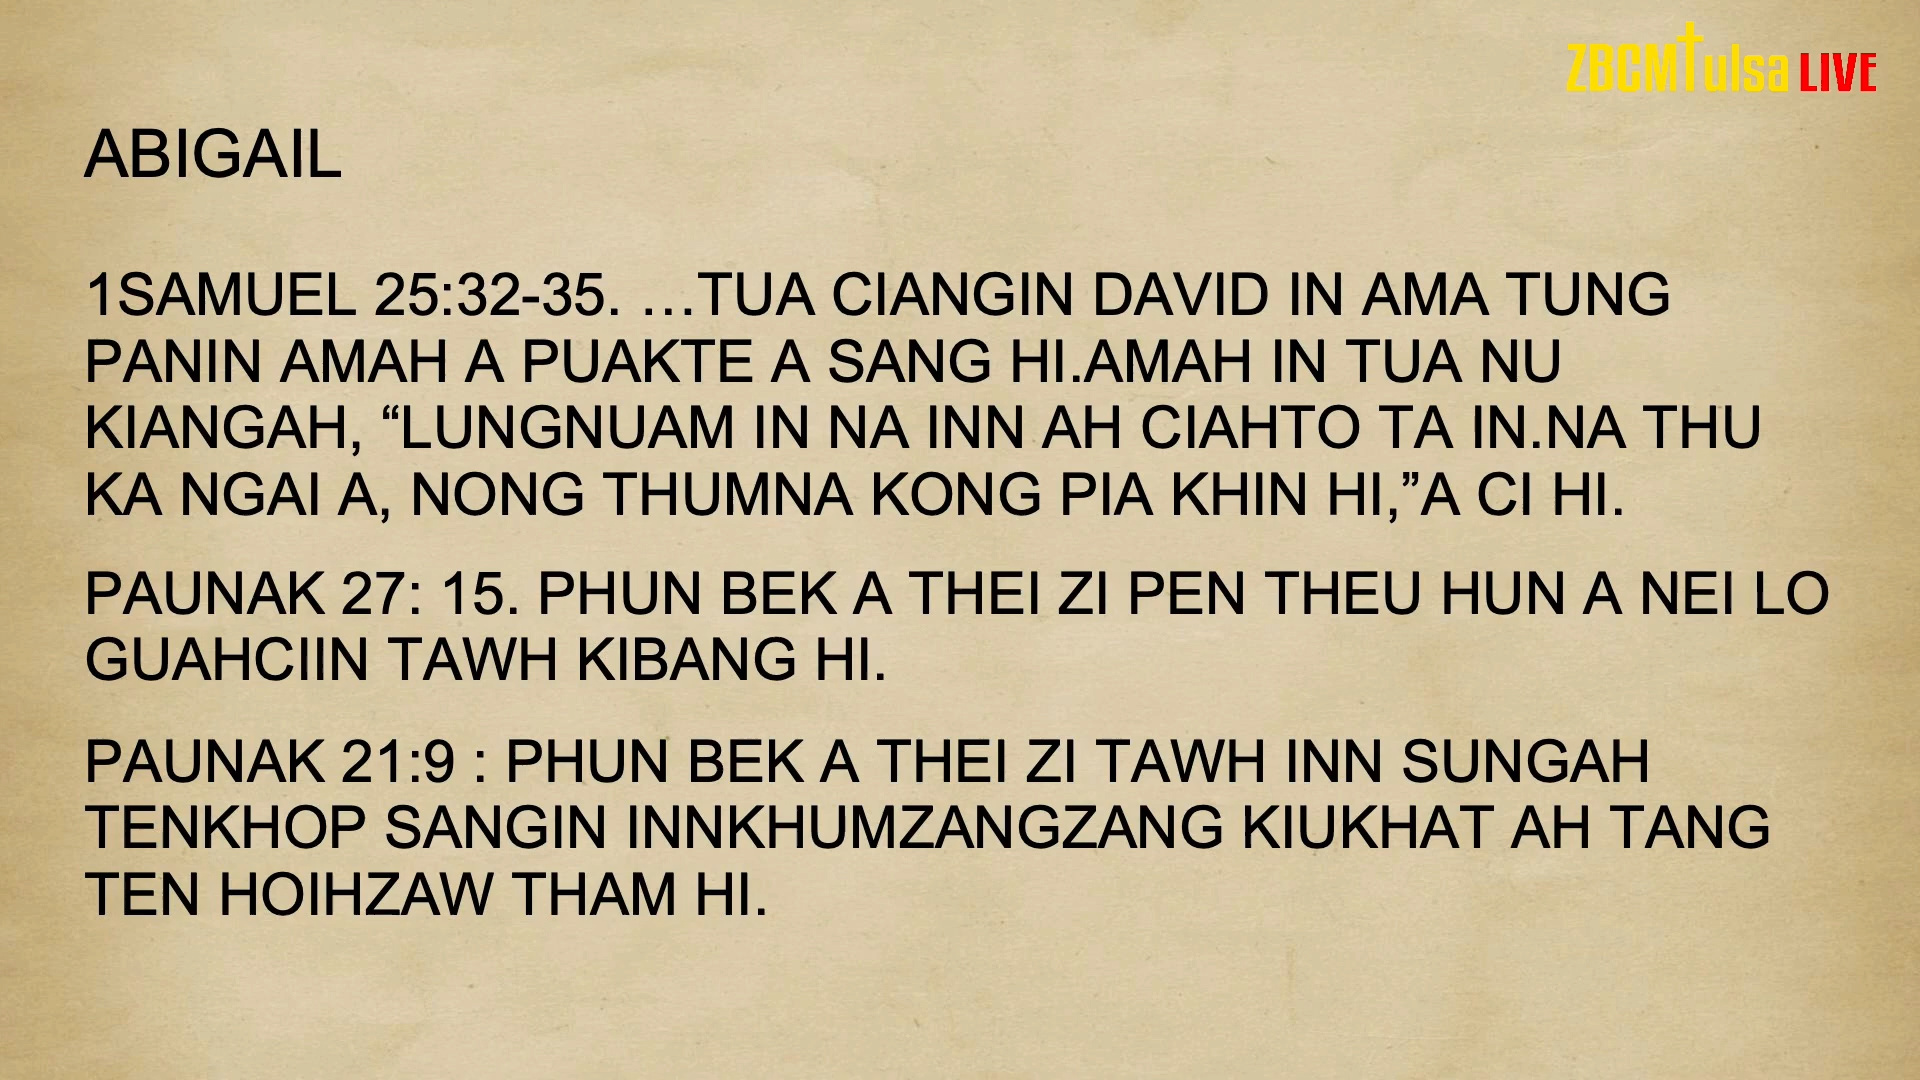 ZBCMTulsa LIVE
ABIGAIL
1SAMUEL 25:32-35. …TUA CIANGIN DAVID IN AMA TUNG
PANIN AMAH A PUAKTE A SANG HI.AMAH IN TUA NU
KIANGAH, “LUNGNUAM IN NA INN AH CIAHTO TA IN.NA THU
KA NGAI A, NONG THUMNA KONG PIA KHIN HI,”A CI HI.
PAUNAK 27: 15. PHUN BEK A THEI ZI PEN THEU HUN A NEI LO
GUAHCIIN TAWH KIBANG HI.
PAUNAK 21:9 : PHUN BEK A THEI ZI TAWH INN SUNGAH
TENKHOP SANGIN INNKHUMZANGZANG KIUKHAT AH TANG
TEN HOIHZAW THAM HI.